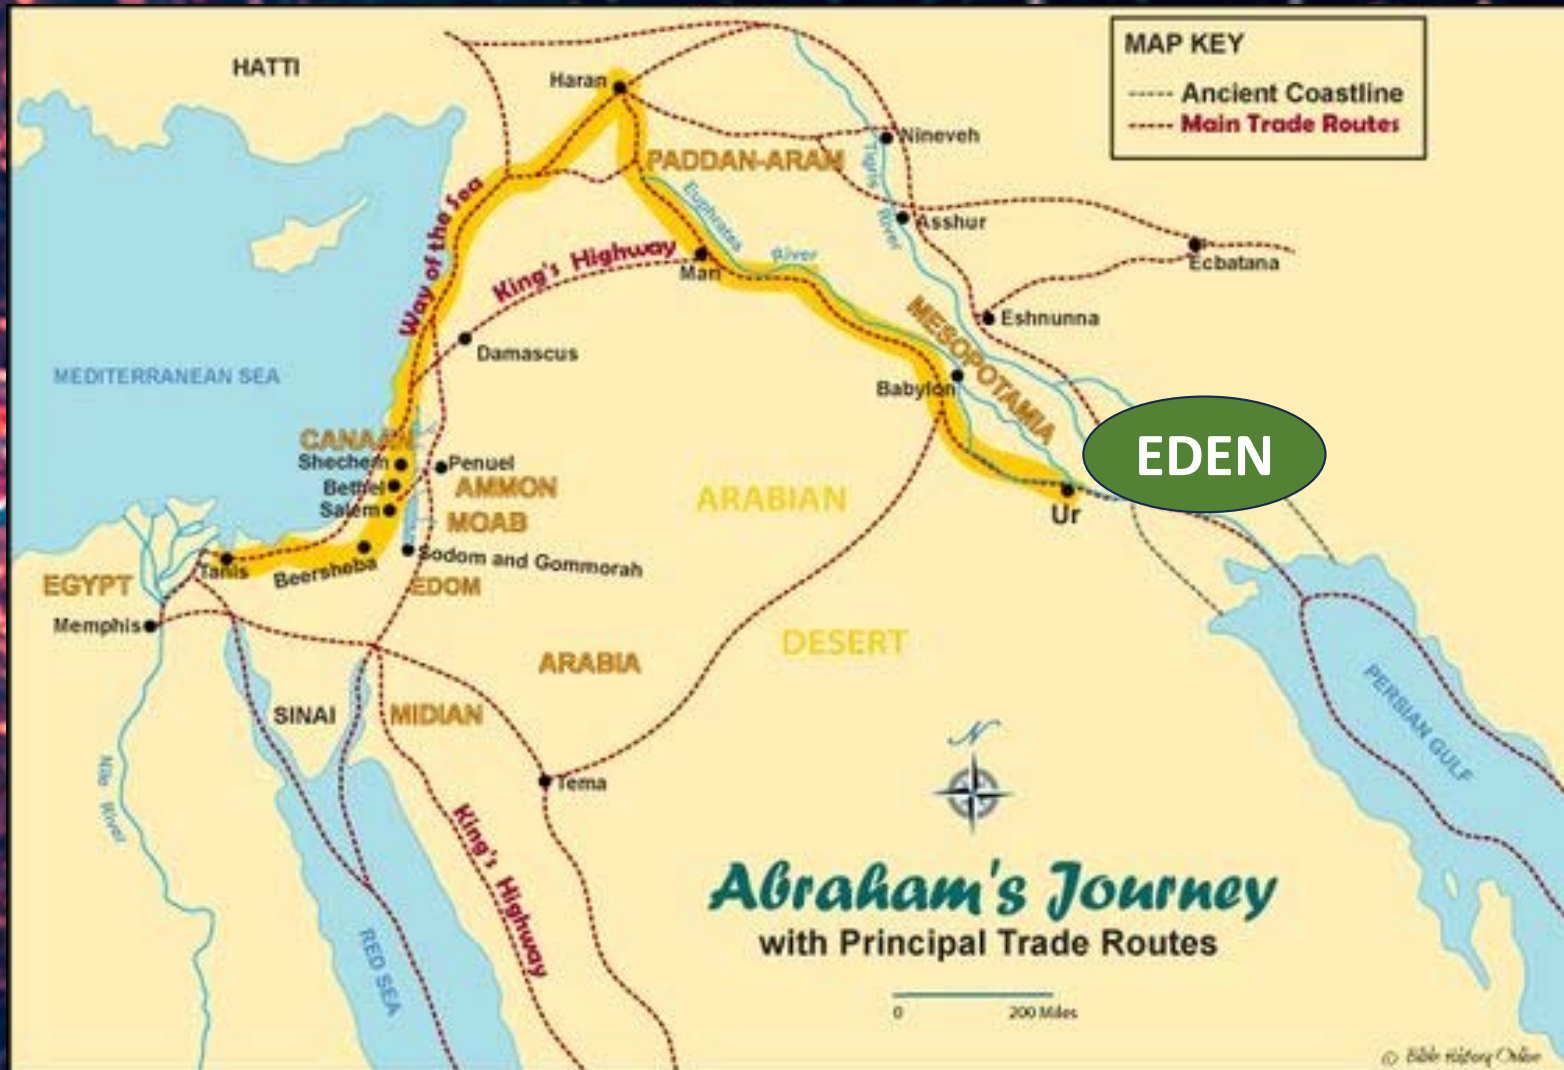 HATTI
Haran
MAP KEY
Ancient Coastline
Main Trade Routes
Nineveh
PADDAN-ARAM
Tigris River
Euphrates
River
Asshur
Ecbatana
Way of the Sea
King's Highway
Mari
Eshnunna
MESOPOTAMIA
Damascus
MEDITERRANEAN SEA
Babylon
EDEN
CANAAN
Shechem
Penuel
Bethel
AMMON
Salem
MOAB
ARABIAN
Ur
Sodom and Gommorah
Tanis
Beersheba
EGYPT
EDOM
Memphis
DESERT
ARABIA
SINAI
MIDIAN
PERSIAN GULF
Tema
Nile River
King's Highway
RED SEA
N
Abraham's Journey
with Principal Trade Routes
0 200 Miles
© Bible History Online